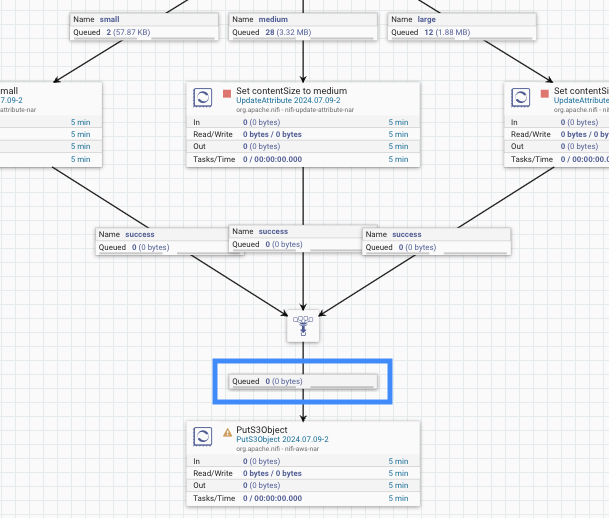 Name small
Queued 2 (57.87 KB)
Name medium
Queued 28 (3.32 MB)
Name large
Queued 12 (1.88 MB)
mall
7.09-2
-attribute-nar
5 min
5 min
5 min
5 min
Set contentSize to medium
UpdateAttribute 2024.07.09-2
org.apache.nifi - nifi-update-attribute-nar
In 0 (0 bytes) 5 min
Read/Write 0 bytes / 0 bytes 5 min
Out 0 (0 bytes) 5 min
Tasks/Time 0 / 00:00:00.000 5 min
Set contentSi
UpdateAttribute
org.apache.nifi - nifi
In 0 (0 bytes)
Read/Write 0 bytes / 0 by
Out 0 (0 bytes)
Tasks/Time 0 / 00:00:00.0
Name success
Queued 0 (0 bytes)
Name success
Queued 0 (0 bytes)
Name success
Queued 0 (0 bytes)
Queued 0 (0 bytes)
PutS3Object
PutS3Object 2024.07.09-2
org.apache.nifi - nifi-aws-nar
In 0 (0 bytes) 5 min
Read/Write 0 bytes / 0 bytes 5 min
Out 0 (0 bytes) 5 min
Tasks/Time 0 / 00:00:00.000 5 min